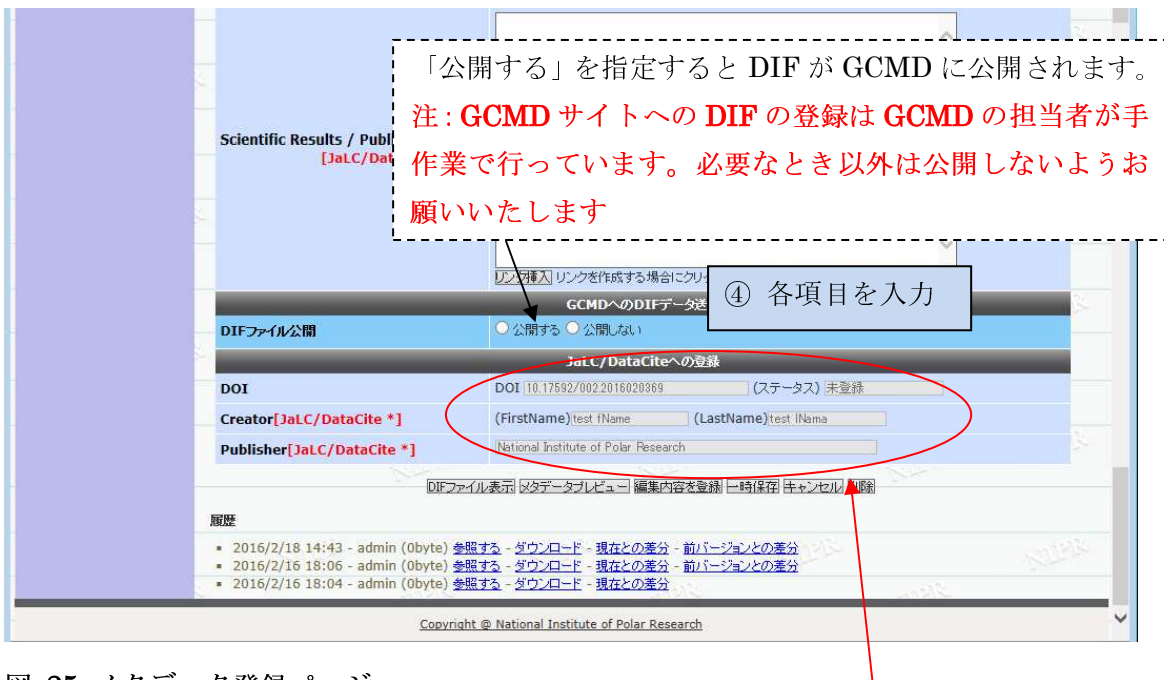 「公開する」を指定すると DIF が GCMD に公開されます。
注 : GCMD サイトへの DIF の登録は GCMD の担当者が手
作業で行っています。必要なとき以外は公開しないようお
願いいたします
Scientific Results / Publ
[JaLC/Dat
リンク挿入 リンクを作成する場合にクリ
④ 各項目を入力
GCMDへのDIFデータ送
DIFファイル公開 公開する 公開しない
JaLC/DataCiteへの登録
DOI DOI 10.17592/002.2016020369 (ステータス) 未登録
Creator[JaLC/DataCite *] (FirstName) test fName (LastName) test lNama
Publisher[JaLC/DataCite *] National Institute of Polar Research
DIFファイル表示 メタデータプレビュー 編集内容を登録 一時保存 キャンセル 削除
履歴
2016/2/18 14:43 - admin (0byte) 参照する - ダウンロード - 現在との差分 - 前バージョンとの差分
2016/2/16 18:06 - admin (0byte) 参照する - ダウンロード - 現在との差分 - 前バージョンとの差分
2016/2/16 18:04 - admin (0byte) 参照する - ダウンロード - 現在との差分
Copyright @ National Institute of Polar Research